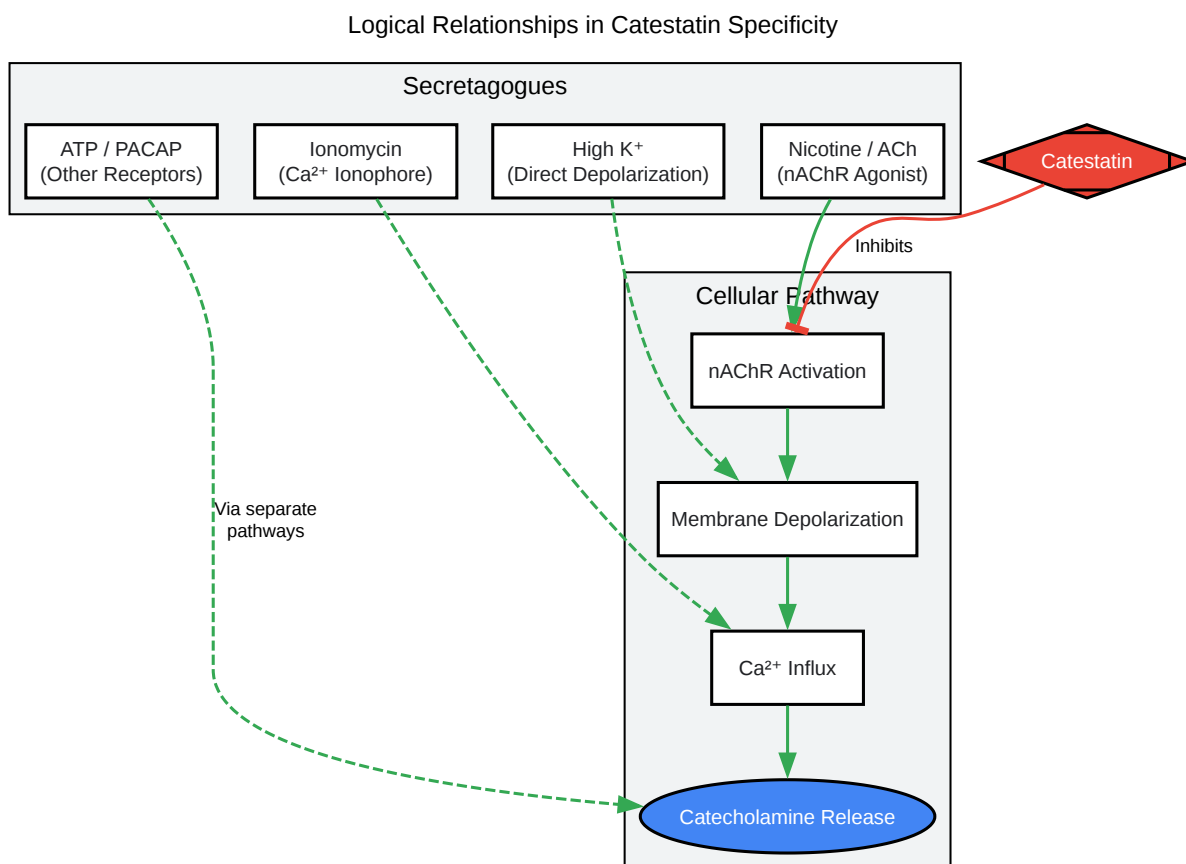 Logical Relationships in Catestatin Specificity
Secretagogues
ATP / PACAP
(Other Receptors)
Ionomycin
(Ca²⁺ Ionophore)
High K⁺
(Direct Depolarization)
Nicotine / ACh
(nAChR Agonist)
Catestatin
Inhibits
Cellular Pathway
nAChR Activation
Membrane Depolarization
Via separate
pathways
Ca²⁺ Influx
Catecholamine Release